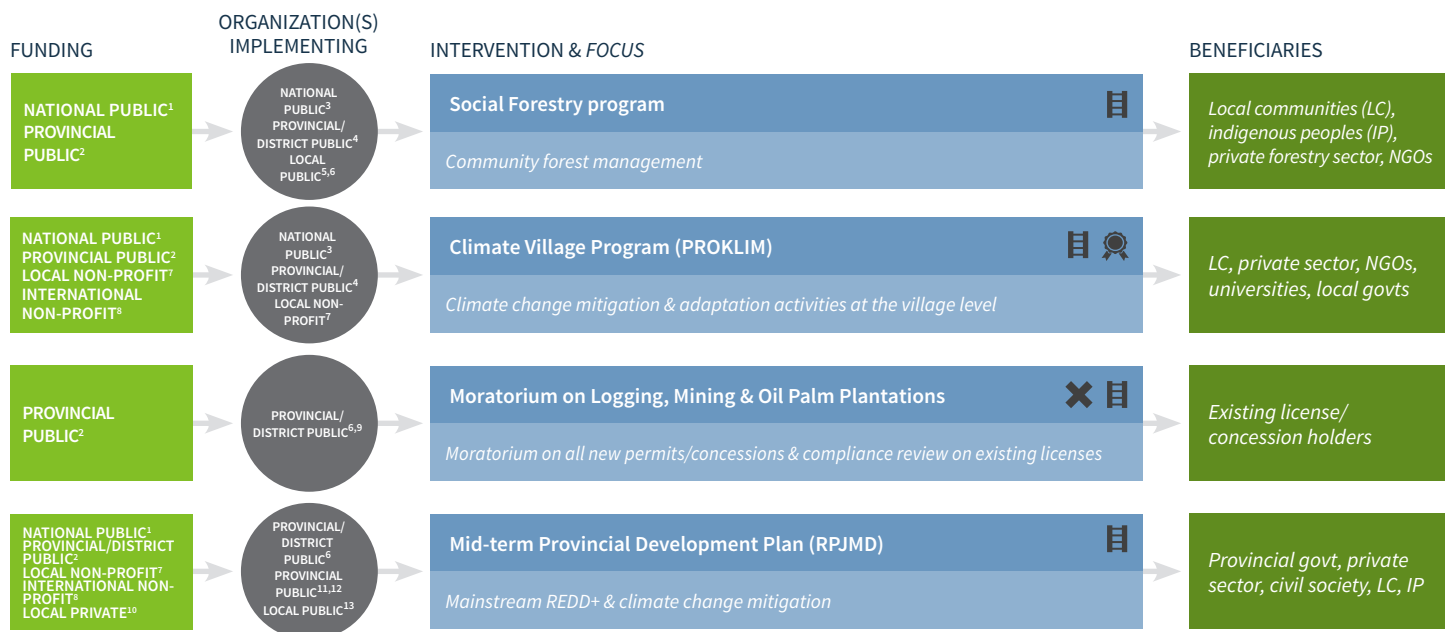 FUNDING
ORGANIZATION(S)
IMPLEMENTING
INTERVENTION & FOCUS
BENEFICIARIES
NATIONAL PUBLIC¹
PROVINCIAL
PUBLIC²
NATIONAL
PUBLIC³
PROVINCIAL/
DISTRICT PUBLIC⁴
LOCAL
PUBLIC⁵,⁶
Social Forestry program
Community forest management
Local communities (LC),
indigenous peoples (IP),
private forestry sector, NGOs
NATIONAL PUBLIC¹
PROVINCIAL PUBLIC²
LOCAL NON-PROFIT⁷
INTERNATIONAL
NON-PROFIT⁸
NATIONAL
PUBLIC³
PROVINCIAL/
DISTRICT PUBLIC⁴
LOCAL NON-
PROFIT⁷
Climate Village Program (PROKLIM)
Climate change mitigation & adaptation activities at the village level
LC, private sector, NGOs,
universities, local govts
PROVINCIAL
PUBLIC²
PROVINCIAL/
DISTRICT PUBLIC⁶,⁹
Moratorium on Logging, Mining & Oil Palm Plantations
Moratorium on all new permits/concessions & compliance review on existing licenses
Existing license/
concession holders
NATIONAL PUBLIC¹
PROVINCIAL/DISTRICT
PUBLIC²
LOCAL NON-PROFIT⁷
INTERNATIONAL NON-
PROFIT⁸
LOCAL PRIVATE¹⁰
PROVINCIAL/
DISTRICT
PUBLIC⁶
PROVINCIAL
PUBLIC¹¹,¹²
LOCAL PUBLIC¹³
Mid-term Provincial Development Plan (RPJMD)
Mainstream REDD+ & climate change mitigation
Provincial govt, private
sector, civil society, LC, IP